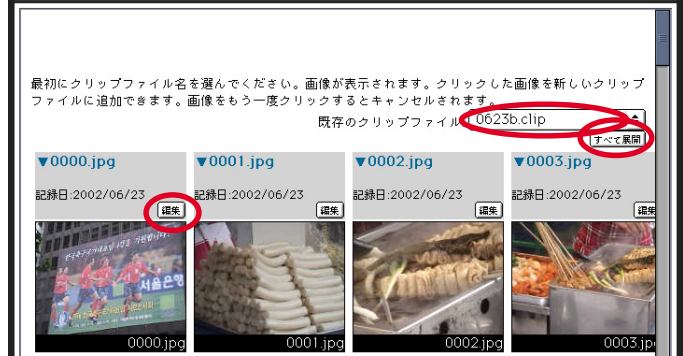 最初にクリップファイル名を選んでください。画像が表示されます。クリックした画像を新しいクリップ
ファイルに追加できます。画像をもう一度クリックするとキャンセルされます。
既存のクリップファイル 0623b.clip
すべて展開
▼0000.jpg ▼0001.jpg ▼0002.jpg ▼0003.jpg
記録日:2002/06/23 記録日:2002/06/23 記録日:2002/06/23 記録日:2002/06/23
編集 編集 編集 編集
서울은행
0000.jpg 0001.jpg 0002.jpg 0003.jp